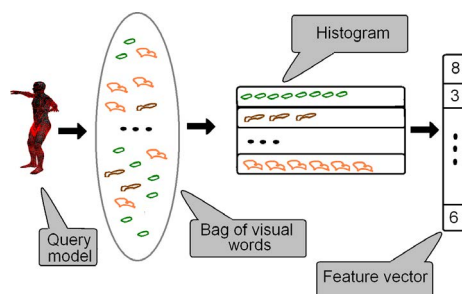 Histogram
8
3
6
Query
model
Bag of visual
words
Feature vector